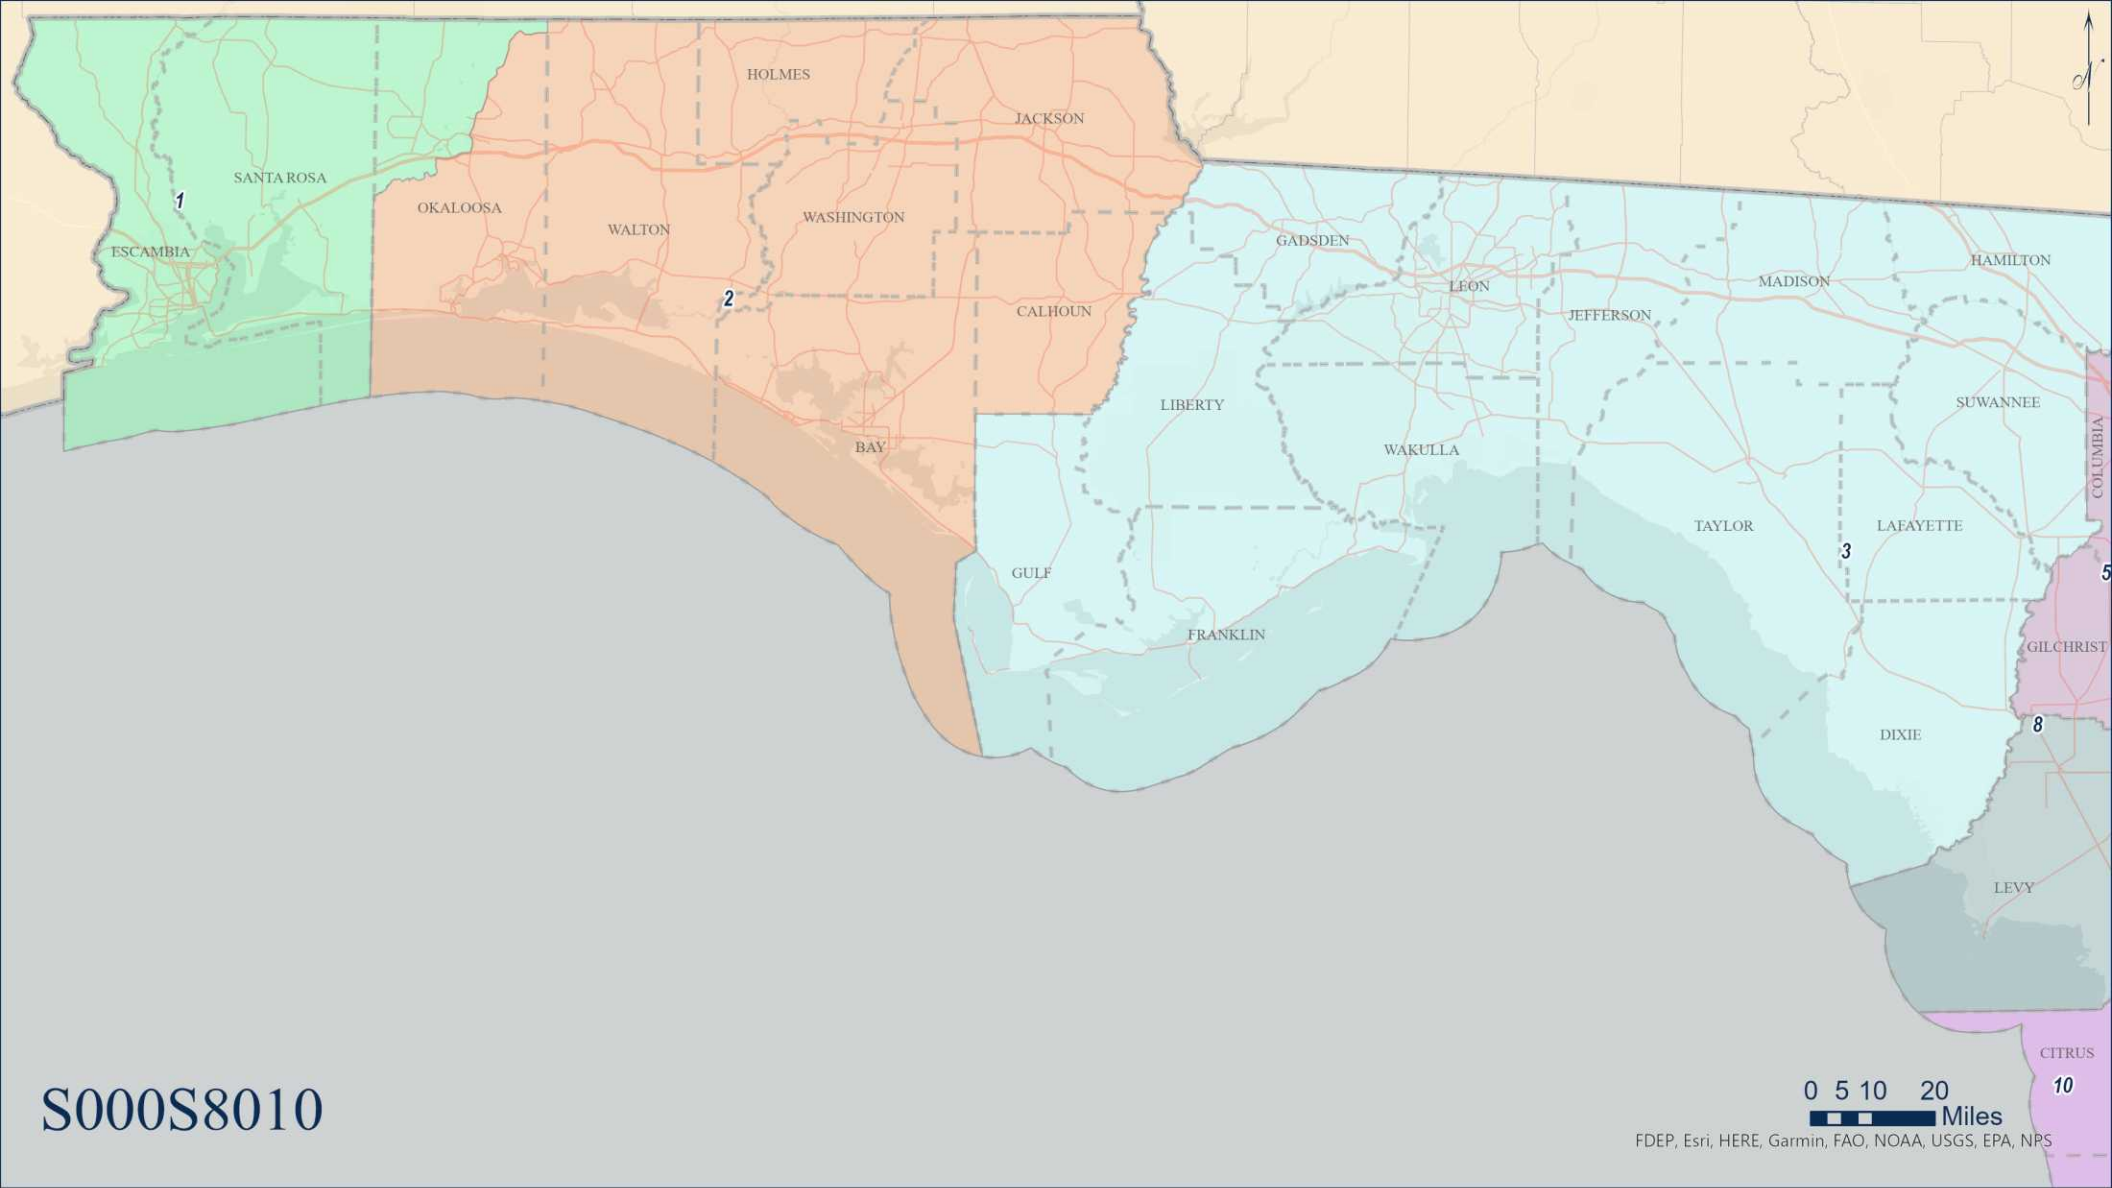 N
HOLMES
JACKSON
SANTA ROSA
1
OKALOOSA
WASHINGTON
WALTON
GADSDEN
ESCAMBIA
HAMILTON
MADISON
LEON
2
CALHOUN
JEFFERSON
LIBERTY
SUWANNEE
BAY
WAKULLA
COLUMBIA
TAYLOR
LAFAYETTE
3
GULF
5
FRANKLIN
GILCHRIST
8
DIXIE
LEVY
CITRUS
10
S000S8010
0 5 10 20
Miles
FDEP, Esri, HERE, Garmin, FAO, NOAA, USGS, EPA, NPS